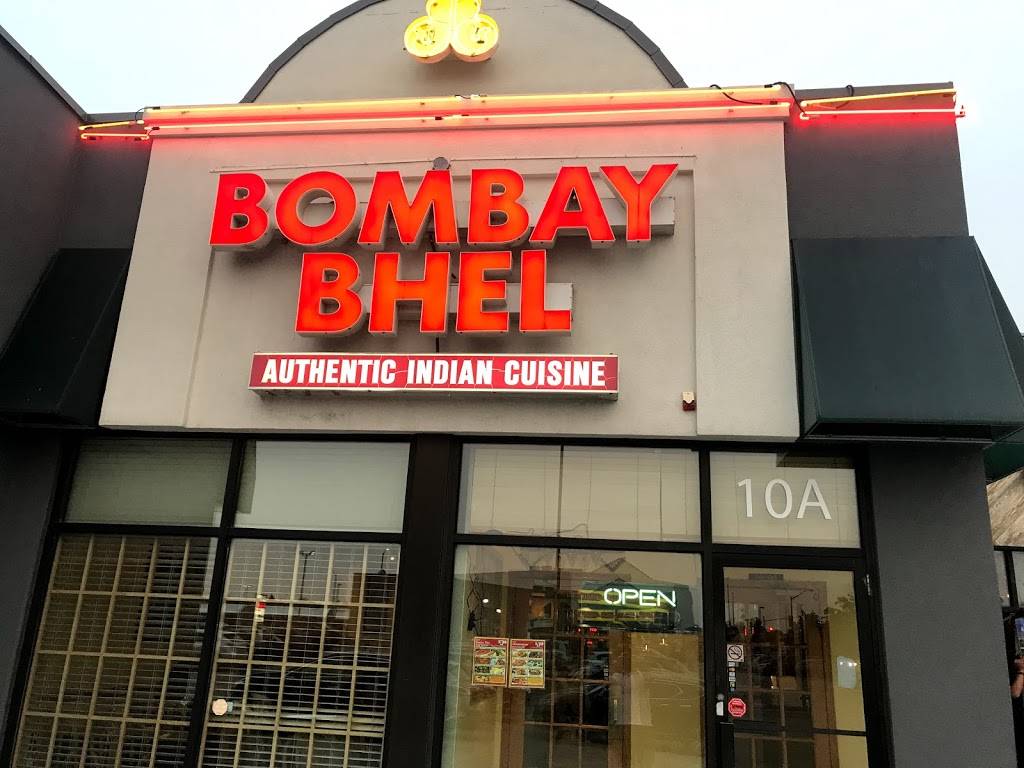 BOMBAY
BHEL
AUTHENTIC INDIAN CUISINE
10A
OPEN